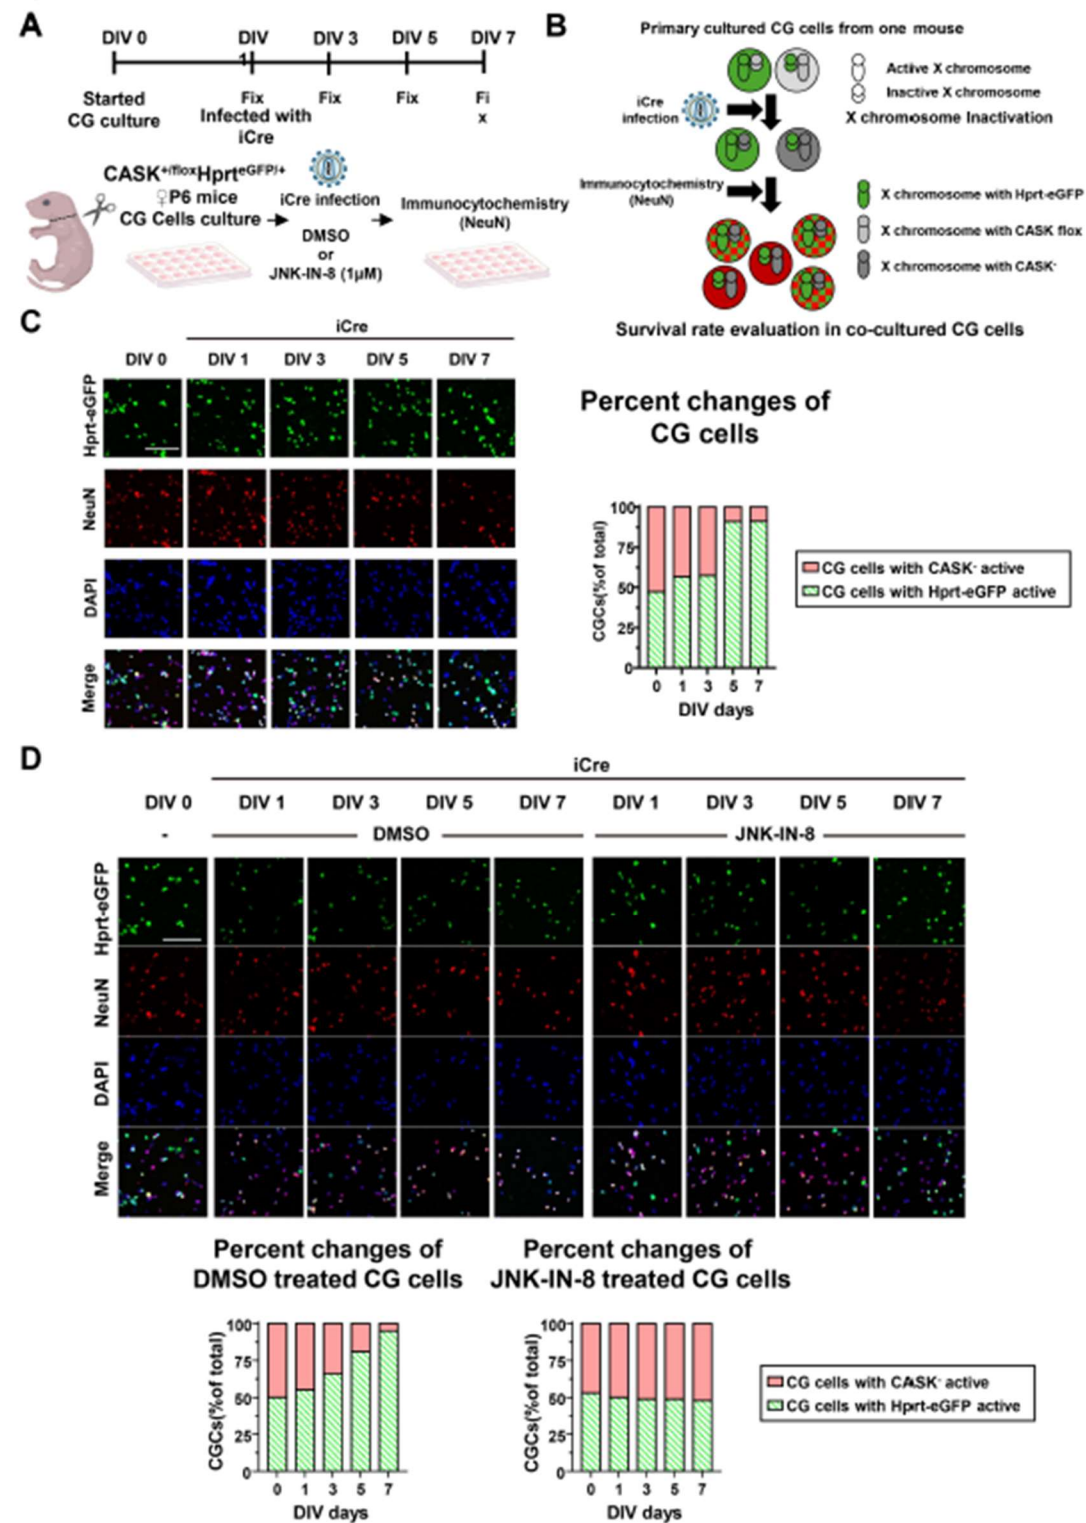 A
DIV 0
DIV
1
DIV 3
DIV 5
DIV 7
Started
CG culture
Fix
Infected with
iCre
Fix
Fix
Fi
x
CASK+/floxHprteGFP/+
♀P6 mice
CG Cells culture
iCre infection
DMSO
or
JNK-IN-8 (1μM)
Immunocytochemistry
(NeuN)
B
Primary cultured CG cells from one mouse
iCre
infection
Active X chromosome
Inactive X chromosome
X chromosome Inactivation
Immunocytochemistry
(NeuN)
X chromosome with Hprt-eGFP
X chromosome with CASK flox
X chromosome with CASK-
Survival rate evaluation in co-cultured CG cells
C
iCre
DIV 0
DIV 1
DIV 3
DIV 5
DIV 7
Hprt-eGFP
NeuN
DAPI
Merge
Percent changes of
CG cells
CGCs(%of total)
100
75
50
25
0
0 1 3 5 7
DIV days
CG cells with CASK- active
CG cells with Hprt-eGFP active
D
iCre
DIV 0
DIV 1
DIV 3
DIV 5
DIV 7
DIV 1
DIV 3
DIV 5
DIV 7
-
DMSO
JNK-IN-8
Hprt-eGFP
NeuN
DAPI
Merge
Percent changes of
DMSO treated CG cells
CGCs(%of total)
100
75
50
25
0
0 1 3 5 7
DIV days
Percent changes of
JNK-IN-8 treated CG cells
CGCs(%of total)
100
75
50
25
0
0 1 3 5 7
DIV days
CG cells with CASK- active
CG cells with Hprt-eGFP active